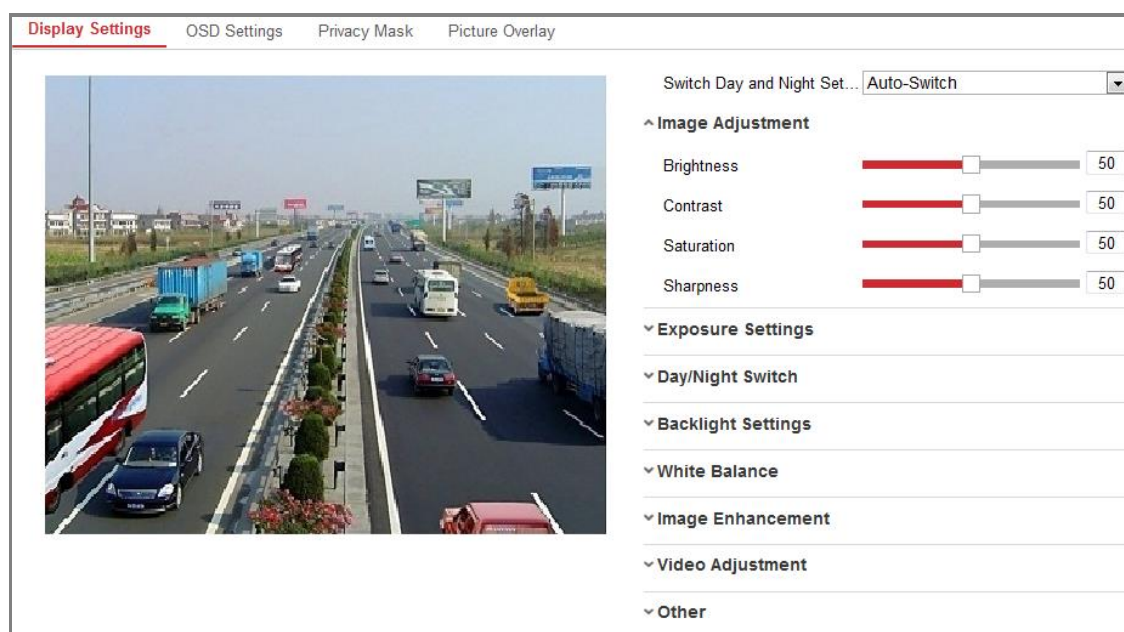 Display Settings OSD Settings Privacy Mask Picture Overlay
Switch Day and Night Set... Auto-Switch
Image Adjustment
Brightness 50
Contrast 50
Saturation 50
Sharpness 50
Exposure Settings
Day/Night Switch
Backlight Settings
White Balance
Image Enhancement
Video Adjustment
Other